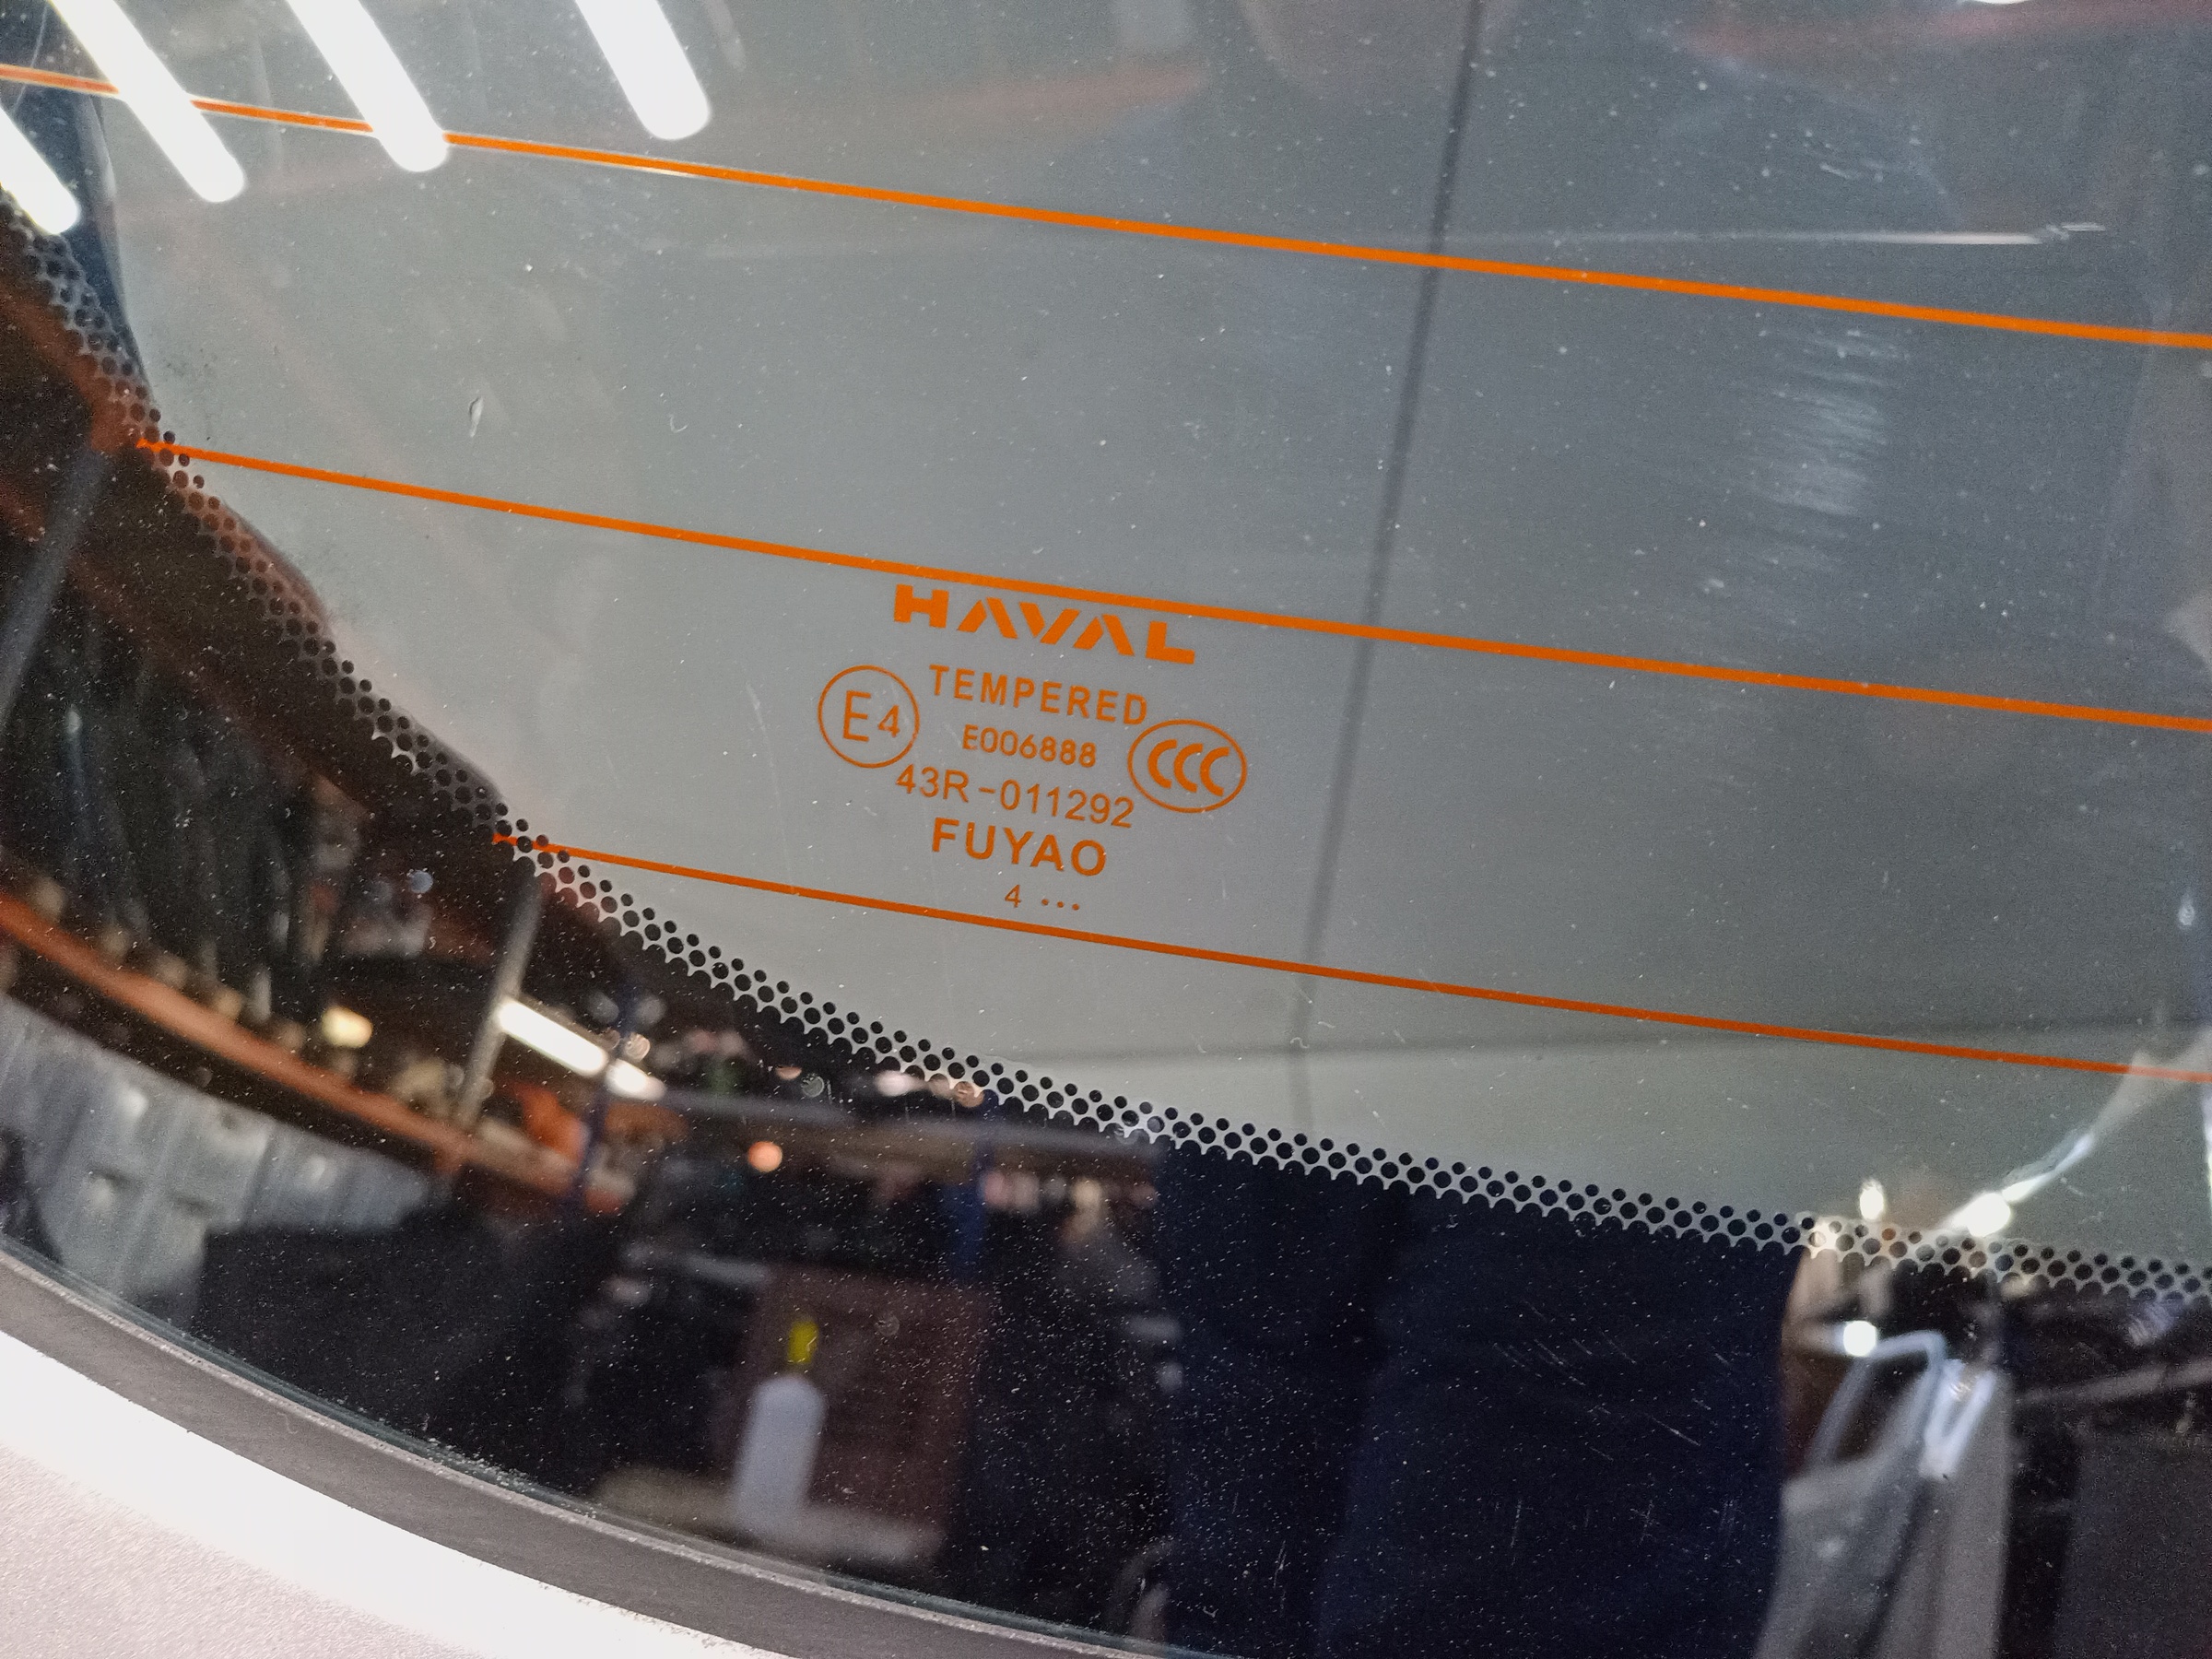 HAVAL
TEMPERED
E4
E006888
CCC
43R-011292
FUYAO
4 ...